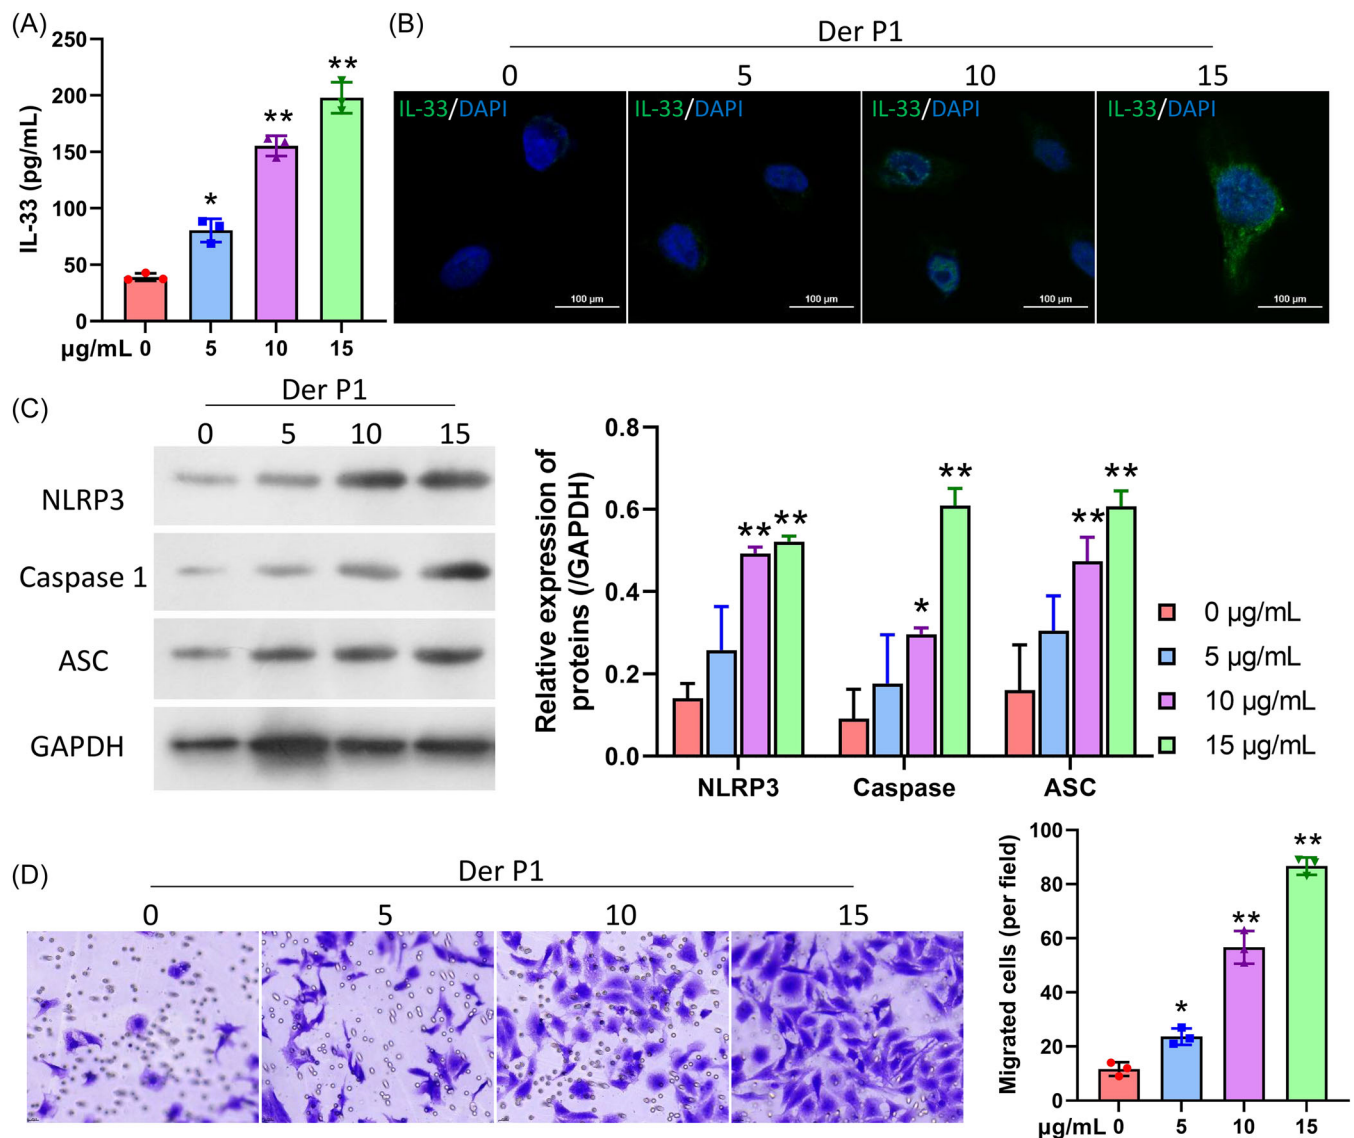 (A)
IL-33 (pg/mL)
250
200
150
100
50
0
*
**
**
µg/mL 0 5 10 15
(B)
Der P1
0 5 10 15
IL-33/DAPI IL-33/DAPI IL-33/DAPI IL-33/DAPI
100 µm 100 µm 100 µm 100 µm
(C)
Der P1
0 5 10 15
NLRP3
Caspase 1
ASC
GAPDH
Relative expression of
proteins (/GAPDH)
0.8
0.6
0.4
0.2
0.0
** **
* **
** **
NLRP3 Caspase ASC
0 µg/mL
5 µg/mL
10 µg/mL
15 µg/mL
(D)
Der P1
0 5 10 15
Migrated cells (per field)
100
80
60
40
20
0
*
**
**
µg/mL 0 5 10 15